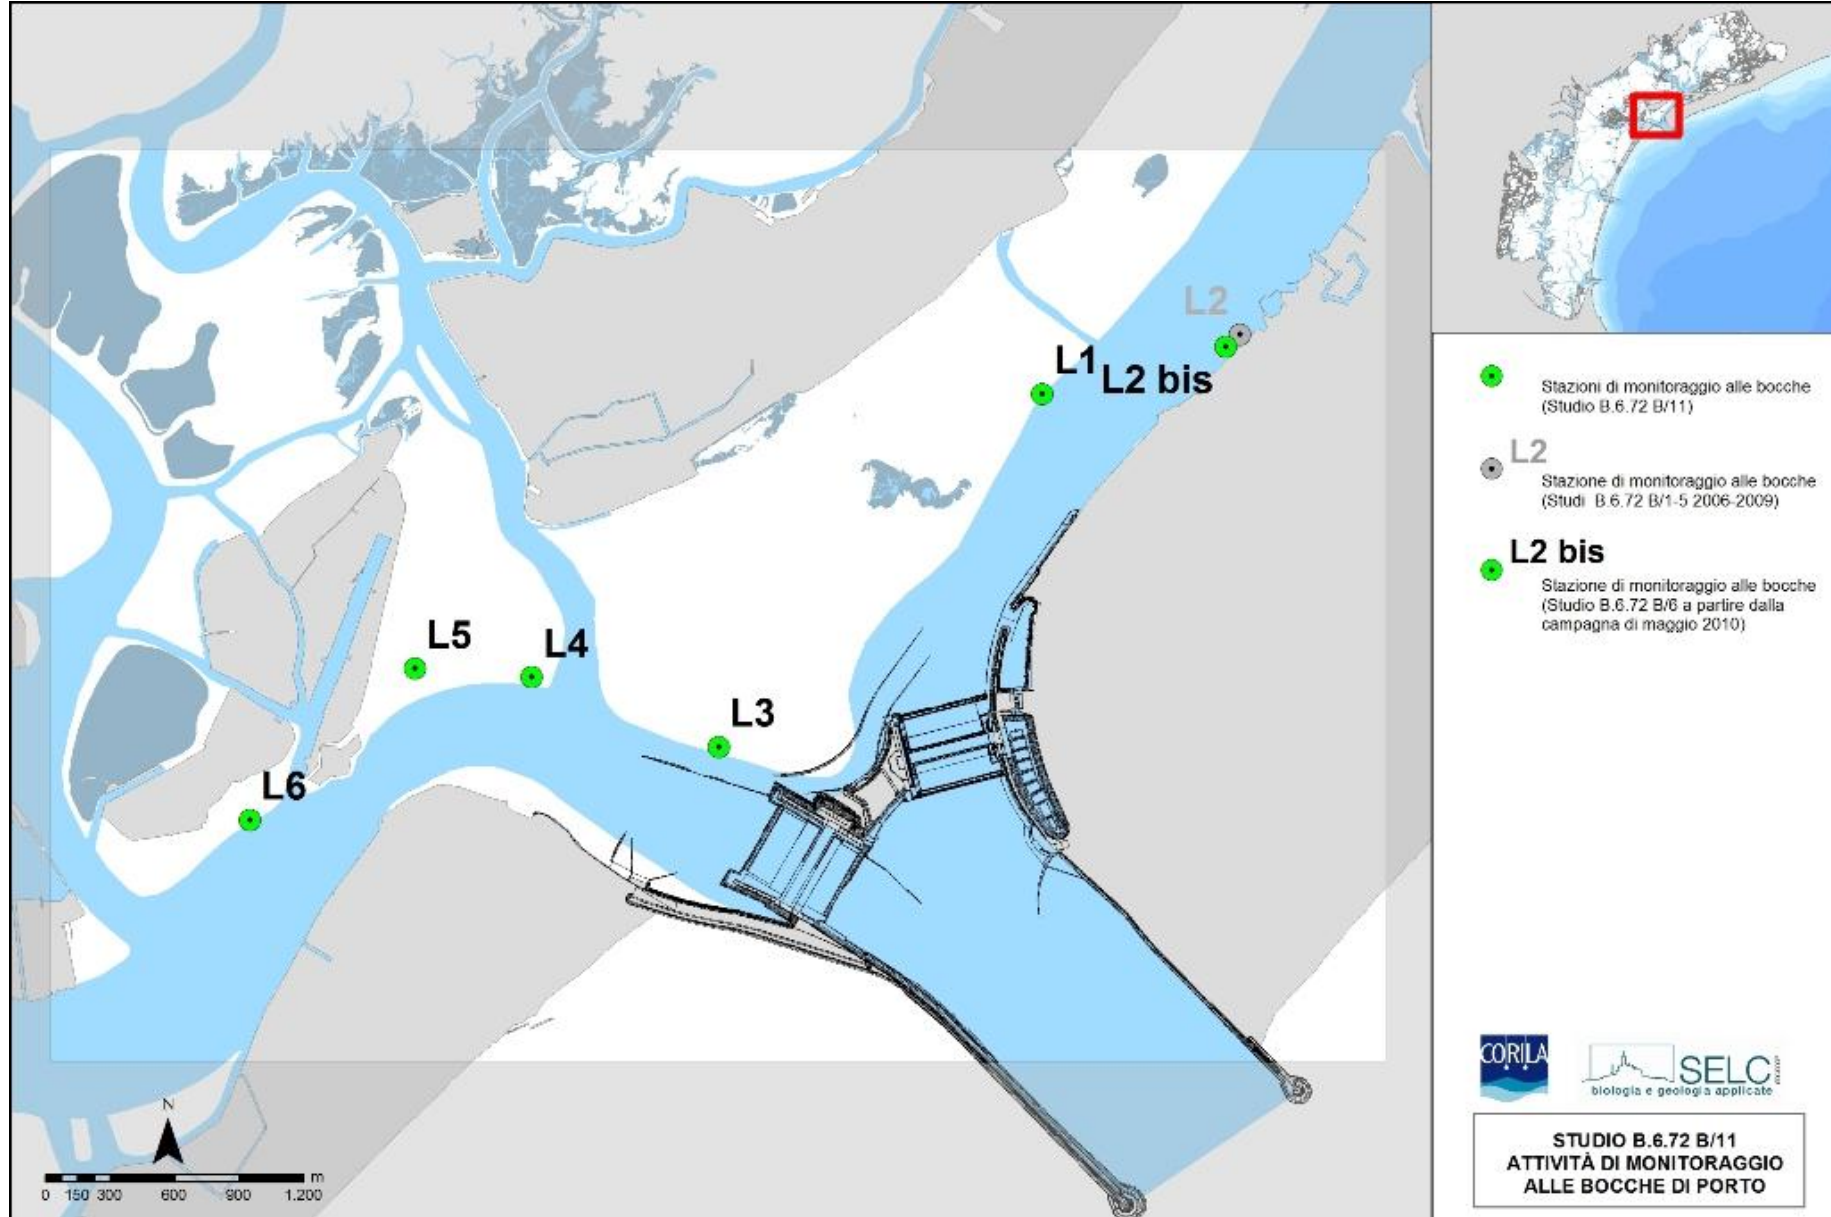 L2
L1
L2 bis
L5
L4
L3
L6
N
m
0 150 300 600 900 1.200
Stazioni di monitoraggio alle bocche
(Studio B.6.72 B/11)
L2
Stazione di monitoraggio alle bocche
(Studi B.6.72 B/1-5 2006-2009)
L2 bis
Stazione di monitoraggio alle bocche
(Studio B.6.72 B/6 a partire dalla
campagna di maggio 2010)
CORILA
SELC
biologia e geologia applicate
STUDIO B.6.72 B/11
ATTIVITÀ DI MONITORAGGIO
ALLE BOCCHE DI PORTO